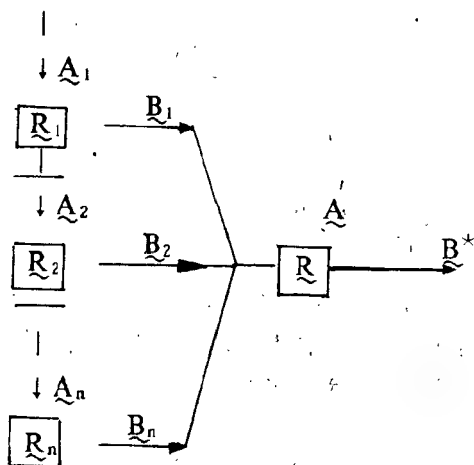 A₁
R₁ B₁
A₂ A
R₂ B₂ R B*
Aₙ
Rₙ Bₙ